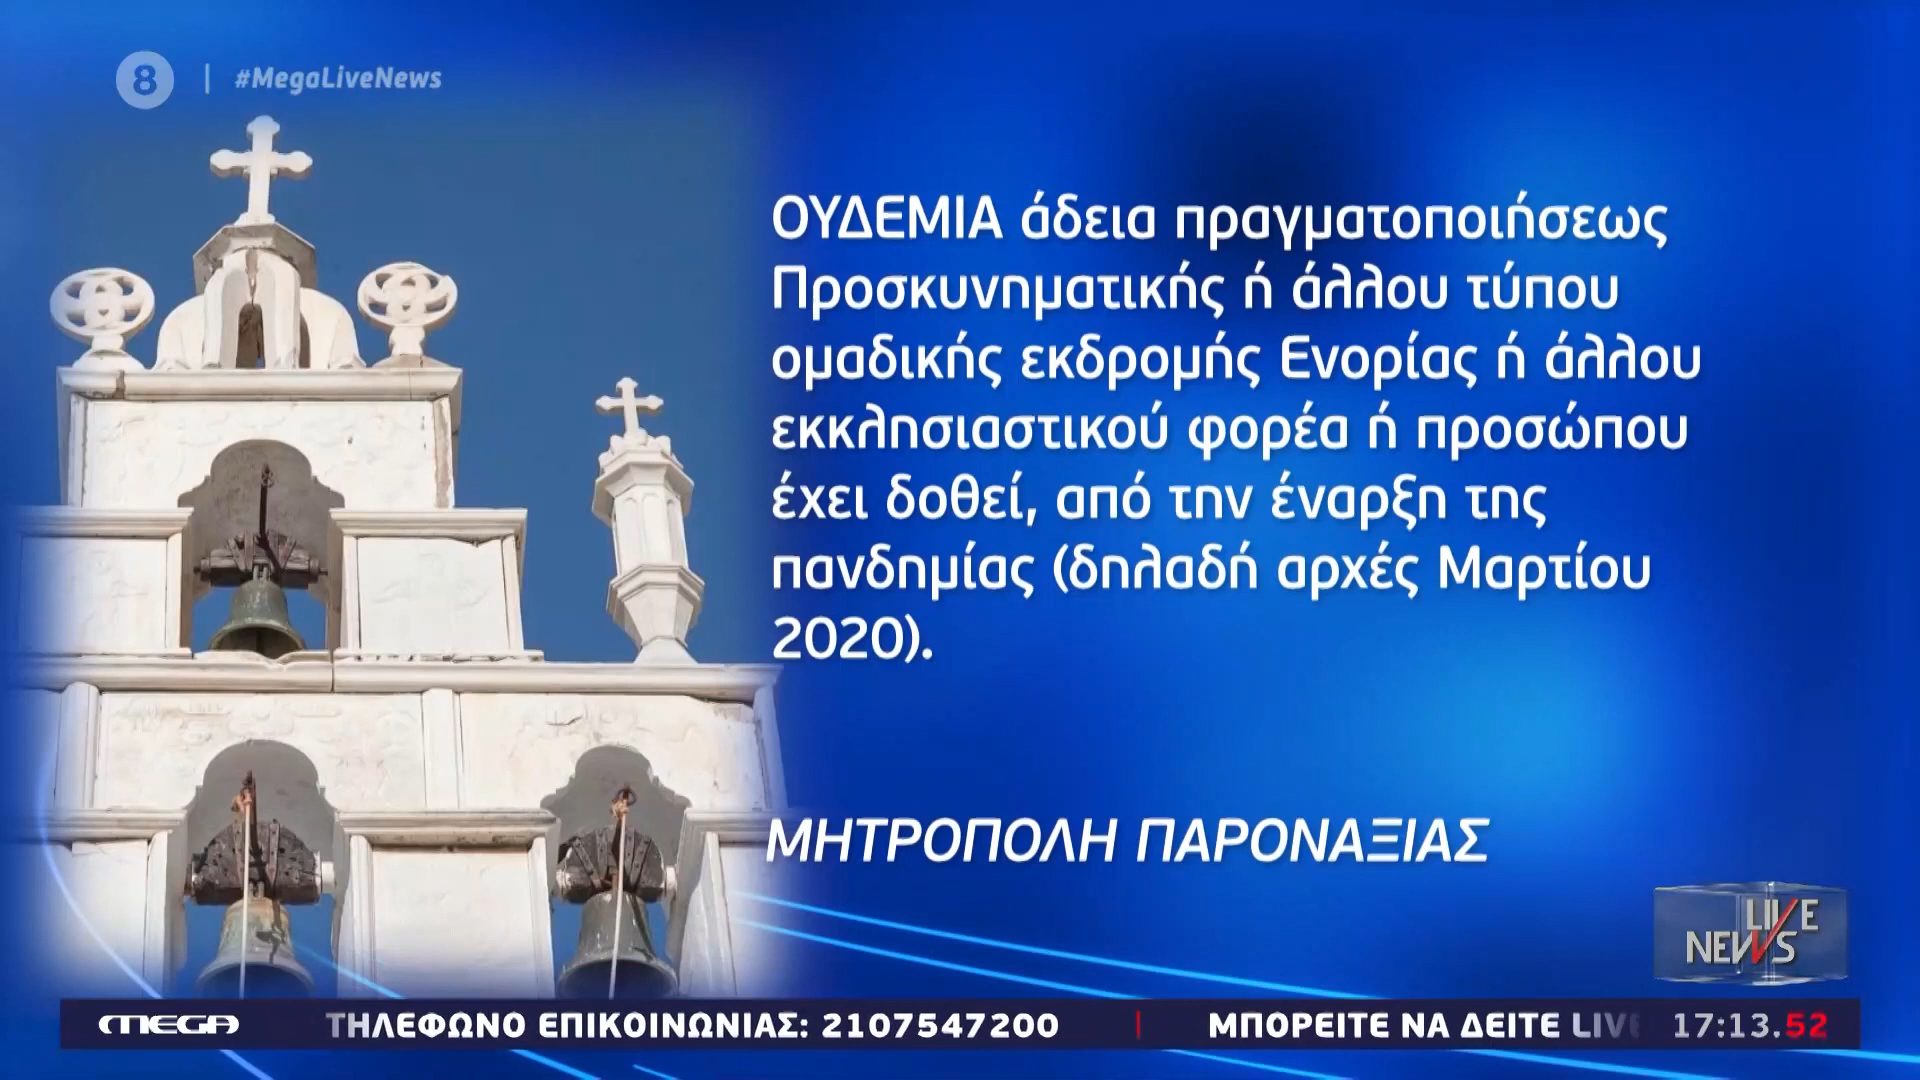 8 | #MegaLiveNews
ΟΥΔΕΜΙΑ άδεια πραγματοποιήσεως
Προσκυνηματικής ή άλλου τύπου
ομαδικής εκδρομής Ενορίας ή άλλου
εκκλησιαστικού φορέα ή προσώπου
έχει δοθεί, από την έναρξη της
πανδημίας (δηλαδή αρχές Μαρτίου
2020).
ΜΗΤΡΟΠΟΛΗ ΠΑΡΟΝΑΞΙΑΣ
LIVE
NEWS
MEGA ΤΗΛΕΦΩΝΟ ΕΠΙΚΟΙΝΩΝΙΑΣ: 2107547200 | ΜΠΟΡΕΙΤΕ ΝΑ ΔΕΙΤΕ LIVE 17:13.52